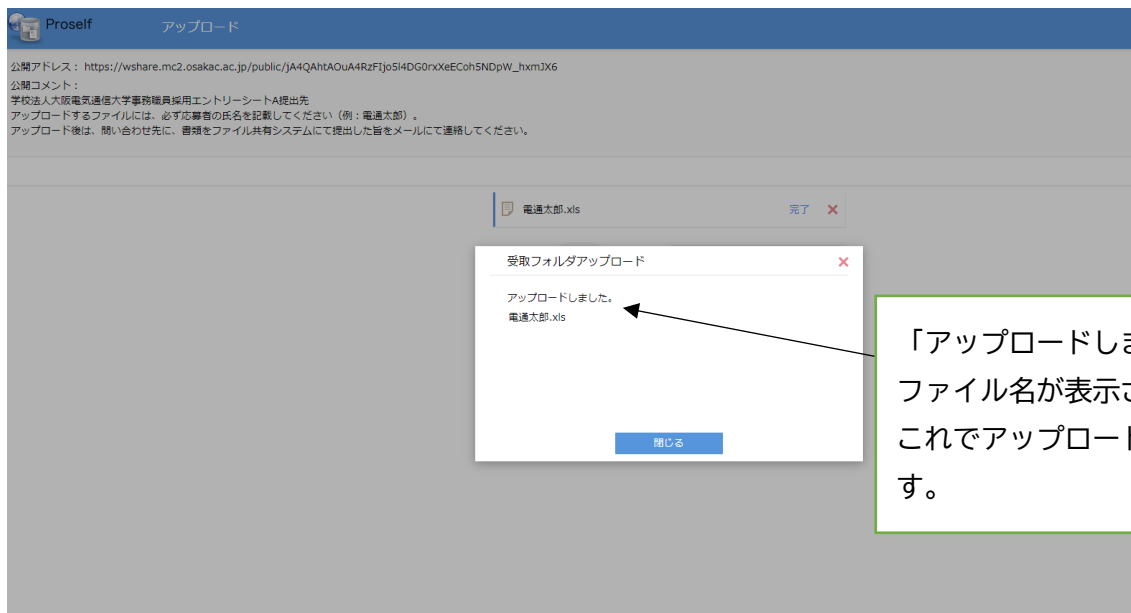 Proself
アップロード
公開アドレス： https://wshare.mc2.osakac.ac.jp/public/jA4QAhtAOuA4RzFIjo5l4DG0rxXeECoh5NDpW_hxmJX6
公開コメント：
学校法人大阪電気通信大学事務職員採用エントリーシートA提出先
アップロードするファイルには、必ず応募者の氏名を記載してください（例：電通太郎）。
アップロード後は、問い合わせ先に、書類をファイル共有システムにて提出した旨をメールにて連絡してください。
電通太郎.xls 完了
受取フォルダアップロード
アップロードしました。
電通太郎.xls
閉じる
「アップロードしま
ファイル名が表示さ
これでアップロード
す。